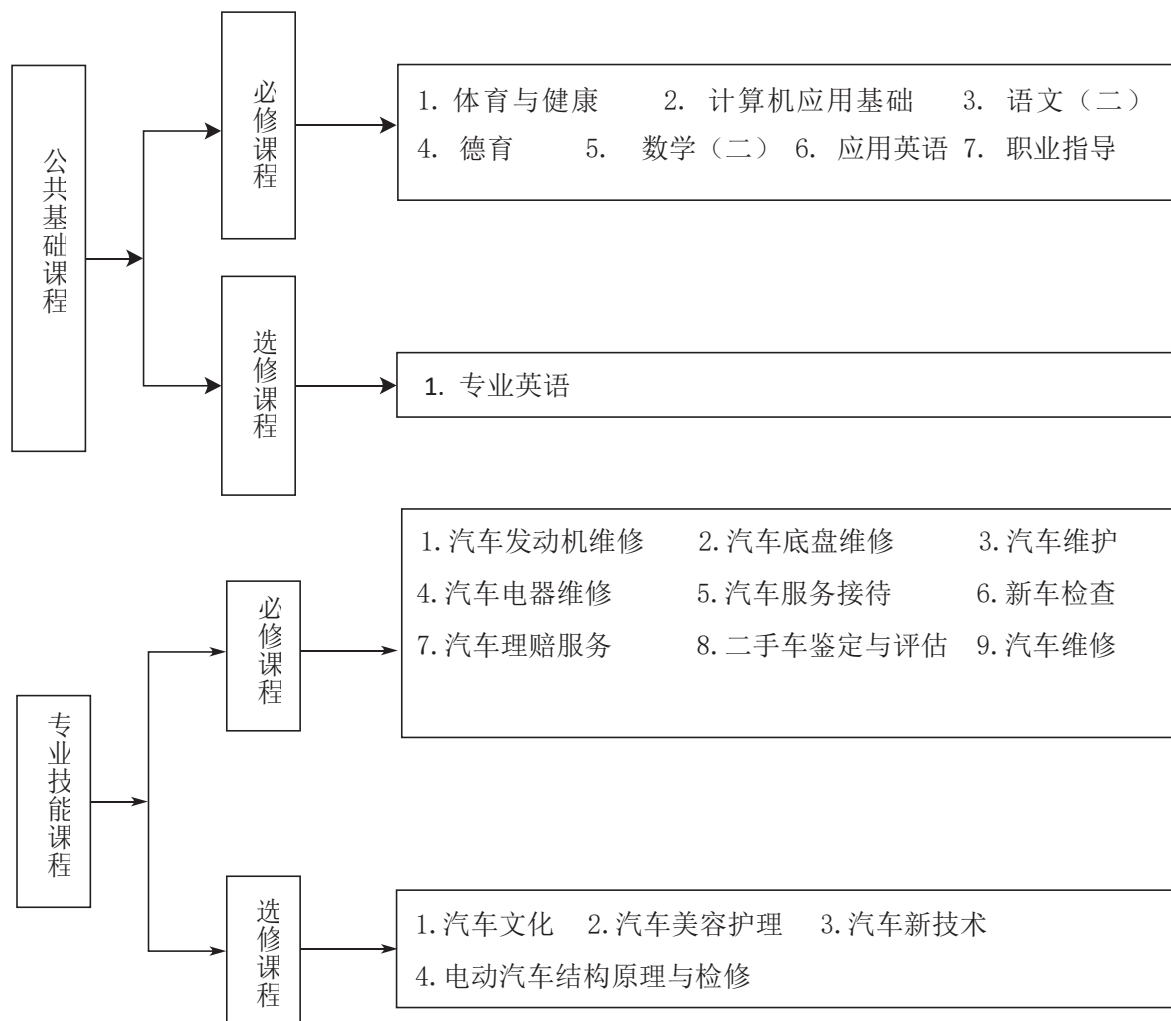 公共基础课程
必修课程
1. 体育与健康 2. 计算机应用基础 3. 语文（二）
4. 德育 5. 数学（二） 6. 应用英语 7. 职业指导
选修课程
1. 专业英语
专业技能课程
必修课程
1.汽车发动机维修 2.汽车底盘维修 3.汽车维护
4.汽车电器维修 5.汽车服务接待 6.新车检查
7.汽车理赔服务 8.二手车鉴定与评估 9.汽车维修
选修课程
1.汽车文化 2.汽车美容护理 3.汽车新技术
4.电动汽车结构原理与检修